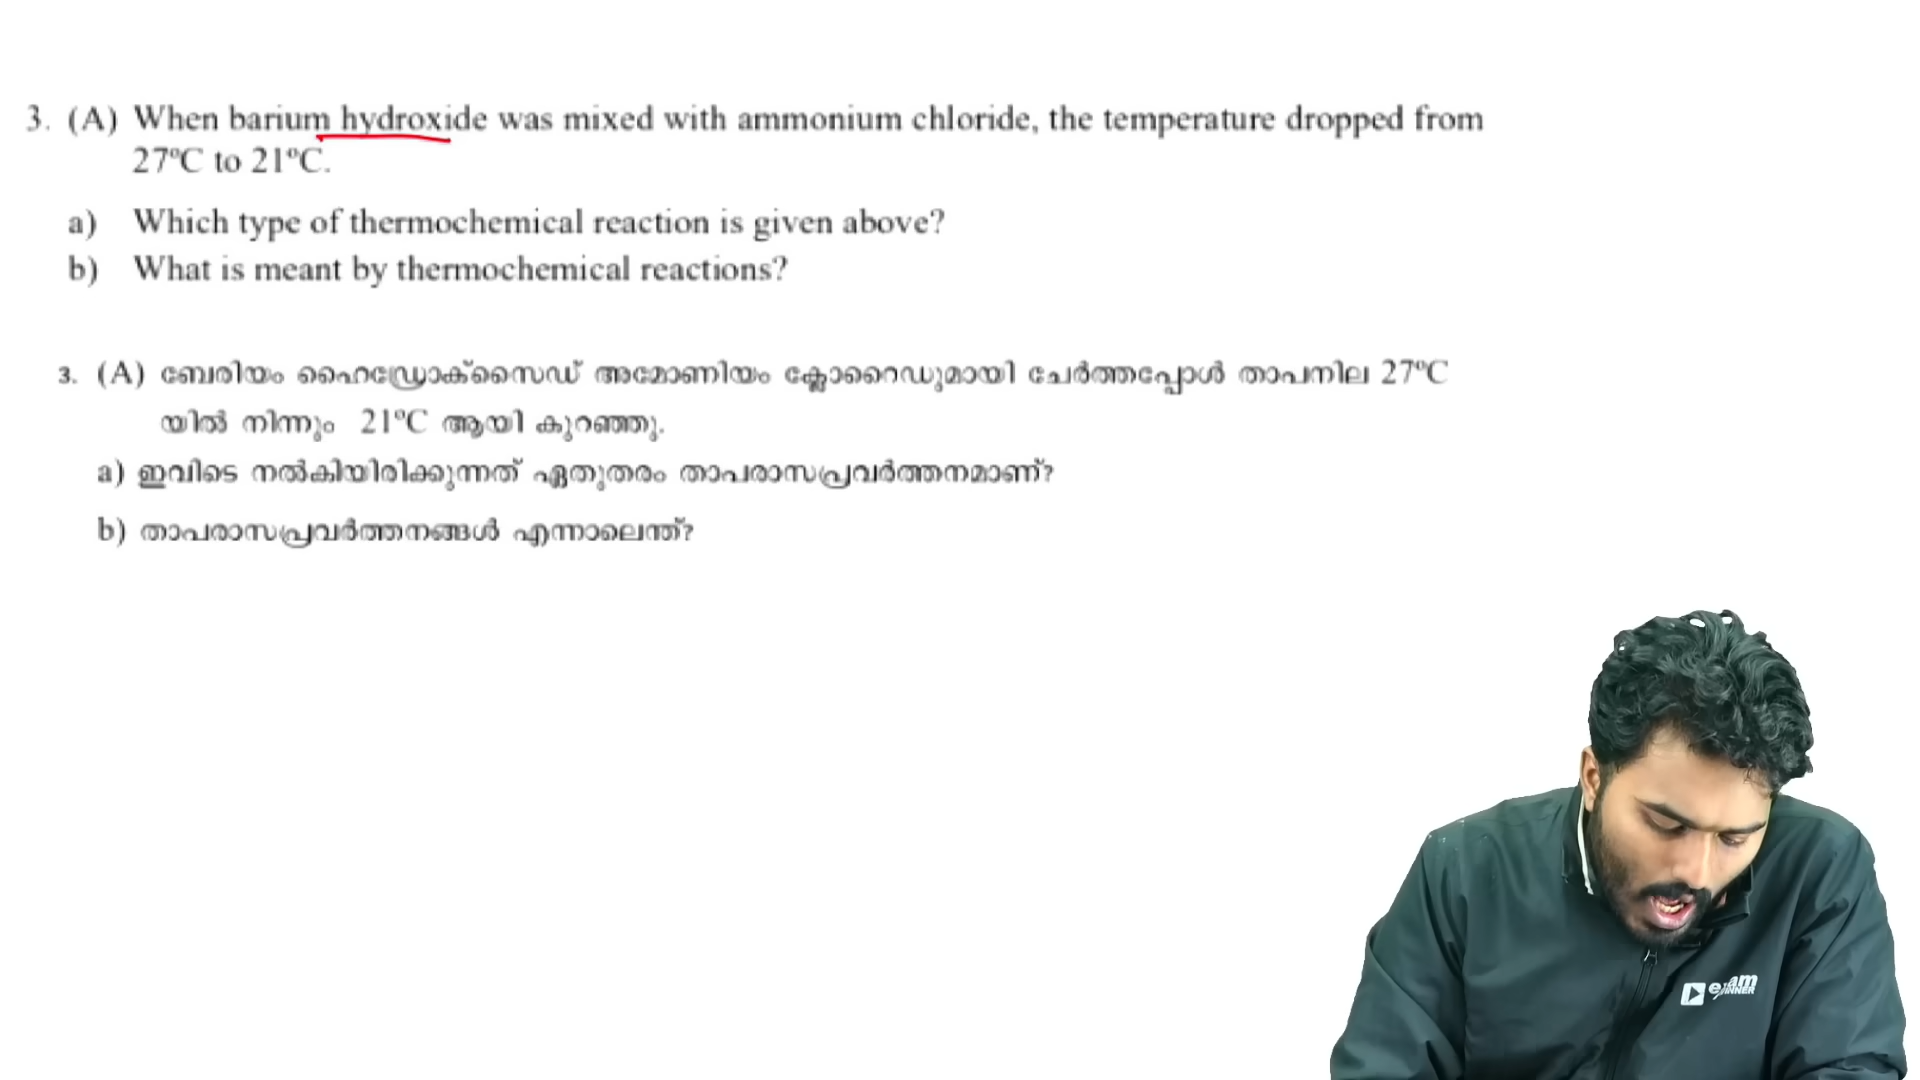 3. (A) When barium hydroxide was mixed with ammonium chloride, the temperature dropped from
27ºC to 21ºC.
a) Which type of thermochemical reaction is given above?
b) What is meant by thermochemical reactions?
3. (A) ബേരിയം ഹൈഡ്രോക്സൈഡ് അമോണിയം ക്ലോറൈഡുമായി ചേർത്തപ്പോൾ താപനില 27ºC
യിൽ നിന്നും 21ºC ആയി കുറഞ്ഞു.
a) ഇവിടെ നൽകിയിരിക്കുന്നത് ഏതുതരം താപരാസപ്രവർത്തനമാണ്?
b) താപരാസപ്രവർത്തനങ്ങൾ എന്നാലെന്ത്?
exam
WINNER